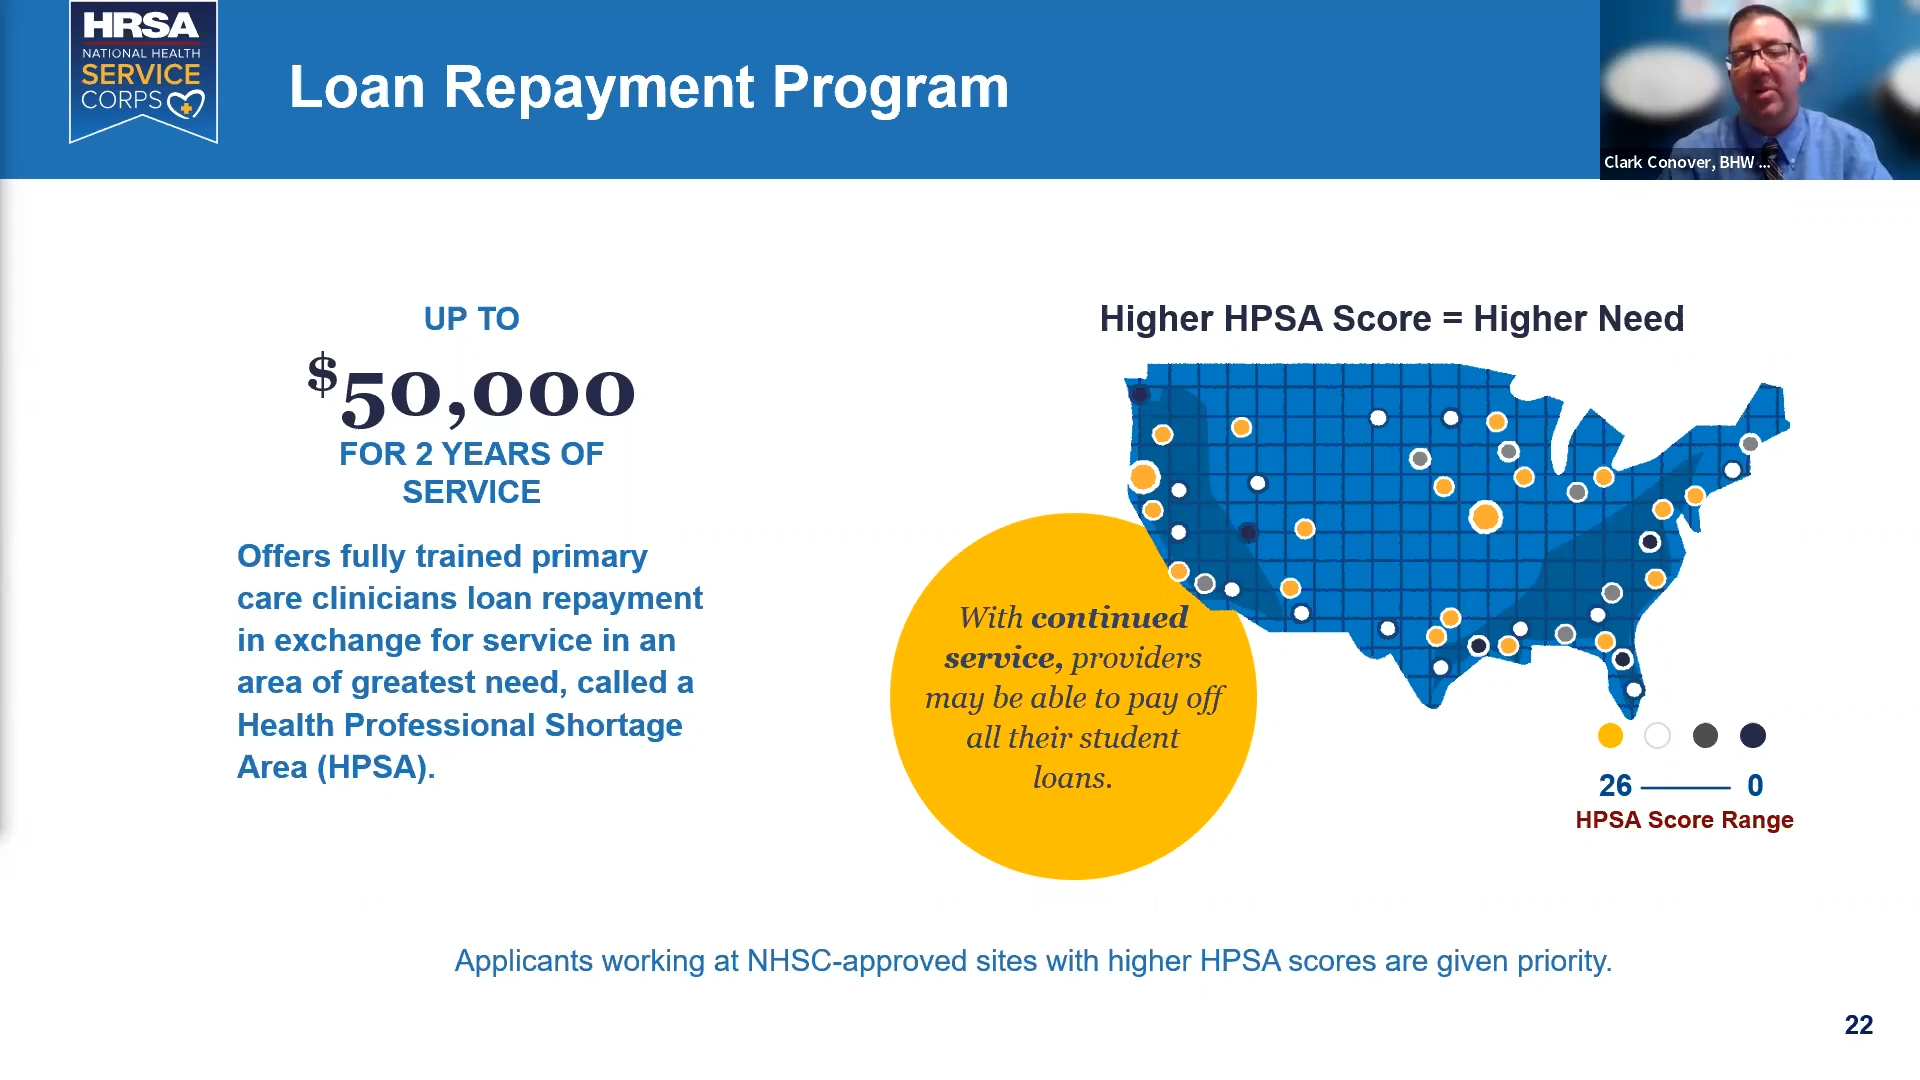 HRSA
NATIONAL HEALTH
SERVICE
CORPS
Loan Repayment Program
Clark Conover, BHW ...
UP TO
$50,000
FOR 2 YEARS OF
SERVICE
Offers fully trained primary
care clinicians loan repayment
in exchange for service in an
area of greatest need, called a
Health Professional Shortage
Area (HPSA).
Higher HPSA Score = Higher Need
With continued
service, providers
may be able to pay off
all their student
loans.
26 0
HPSA Score Range
Applicants working at NHSC-approved sites with higher HPSA scores are given priority.
22